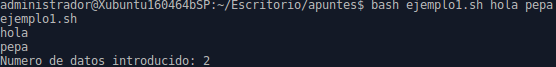 administrador@Xubuntu160464bSP:~/Escritorio/apuntes$ bash ejemplo1.sh hola pepa
ejemplo1.sh
hola
pepa
Numero de datos introducido: 2